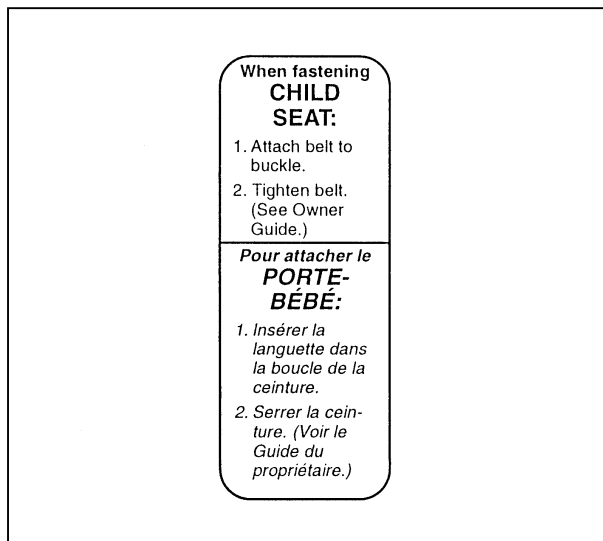 When fastening
CHILD
SEAT:
1. Attach belt to
buckle.
2. Tighten belt.
(See Owner
Guide.)
Pour attacher le
PORTE-
BÉBÉ:
1. Insérer la
languette dans
la boucle de la
ceinture.
2. Serrer la cein-
ture. (Voir le
Guide du
propriétaire.)